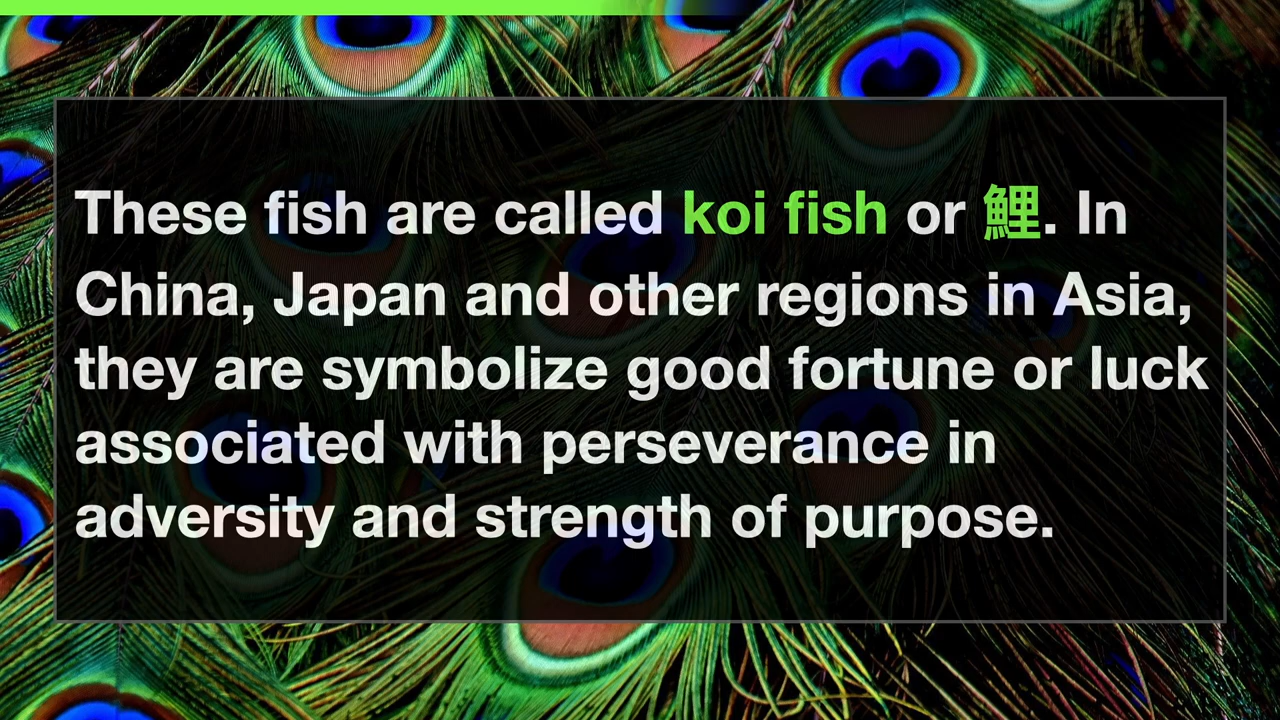 These fish are called koi fish or 鯉. In
China, Japan and other regions in Asia,
they are symbolize good fortune or luck
associated with perseverance in
adversity and strength of purpose.